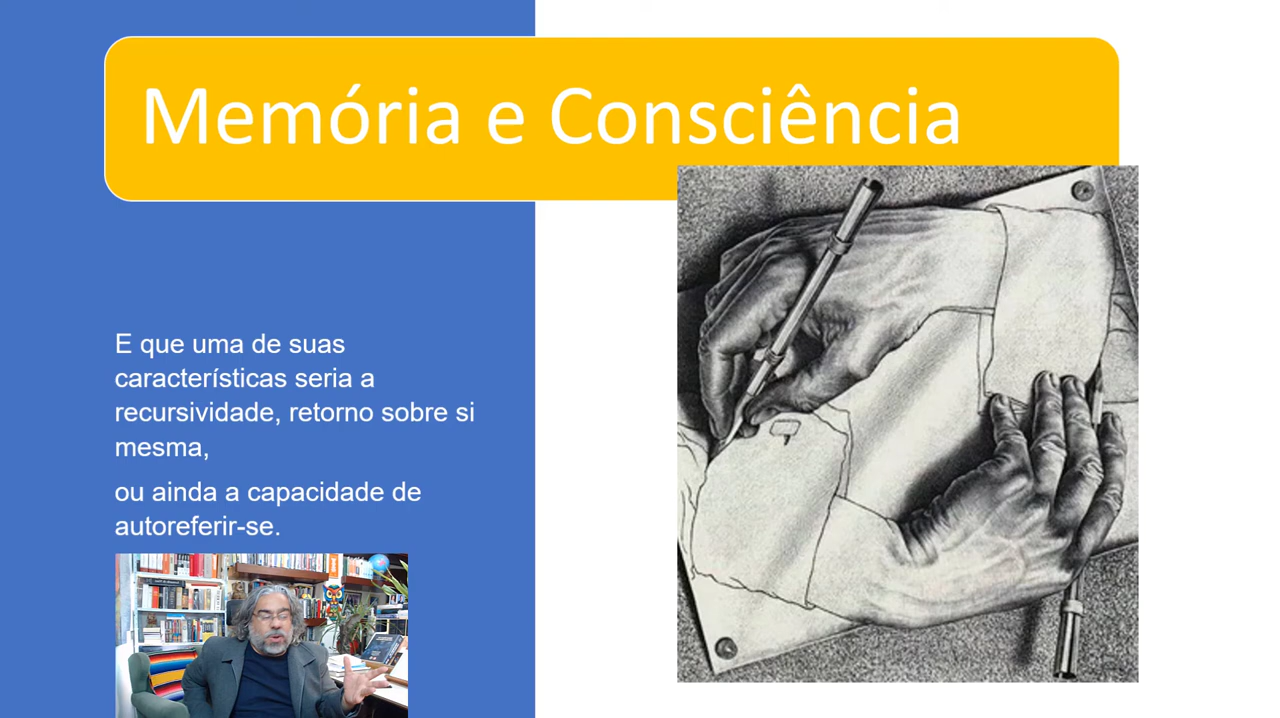 Memória e Consciência
E que uma de suas
características seria a
recursividade, retorno sobre si
mesma,
ou ainda a capacidade de
autoreferir-se.